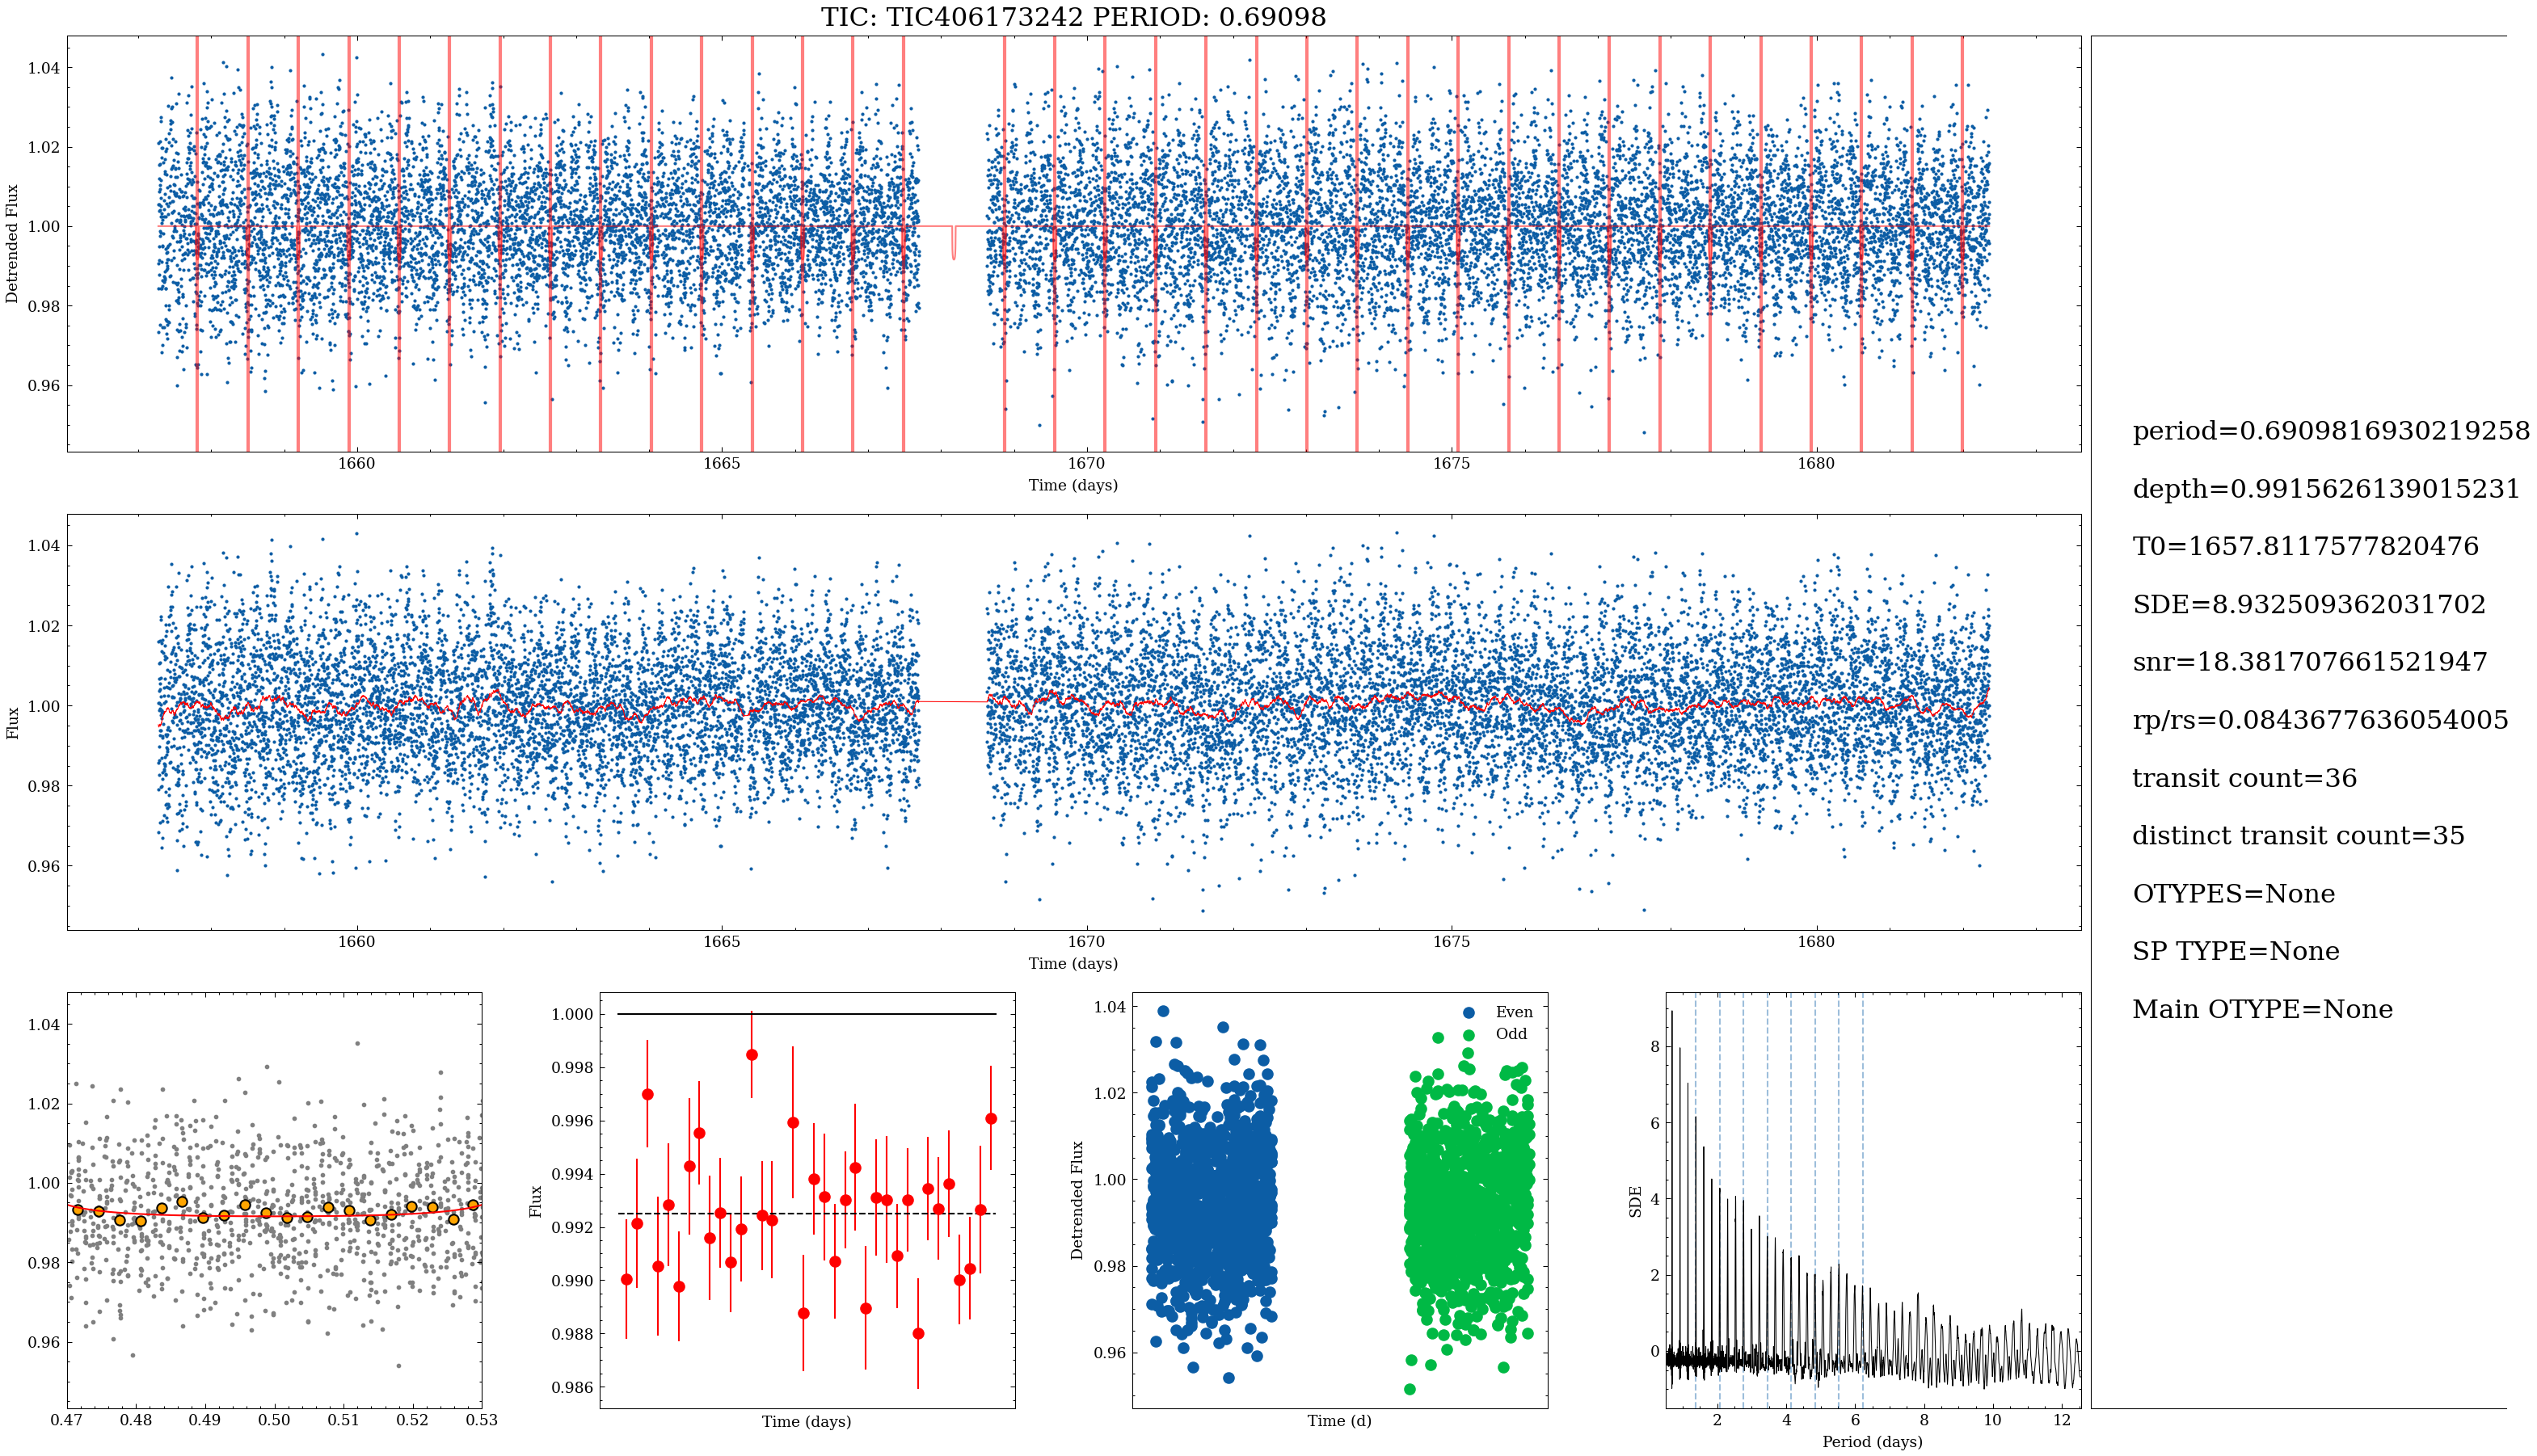 TIC: TIC406173242 PERIOD: 0.69098
1.04
1.02
1.00
0.98
0.96
Detrended Flux
1660
1665
1670
1675
1680
Time (days)
1.04
1.02
1.00
0.98
0.96
Flux
1660
1665
1670
1675
1680
Time (days)
period=0.6909816930219258
depth=0.9915626139015231
T0=1657.8117577820476
SDE=8.932509362031702
snr=18.381707661521947
rp/rs=0.0843677636054005
transit count=36
distinct transit count=35
OTYPES=None
SP TYPE=None
Main OTYPE=None
1.04
1.02
1.00
0.98
0.96
0.47
0.48
0.49
0.50
0.51
0.52
0.53
1.000
0.998
0.996
0.994
0.992
0.990
0.988
0.986
Flux
Time (days)
1.04
1.02
1.00
0.98
0.96
Detrended Flux
Even
Odd
Time (d)
8
6
4
2
0
SDE
2
4
6
8
10
12
Period (days)